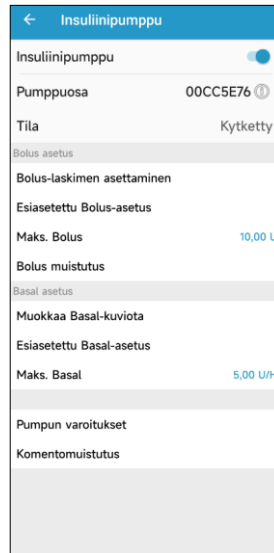 Insuliinipumppu
Insuliinipumppu
Pumppuosa 00CC5E76
Tila Kytketty
Bolus asetus
Bolus-laskimen asettaminen
Esiasetettu Bolus-asetus
Maks. Bolus 10,00 U
Bolus muistutus
Basal asetus
Muokkaa Basal-kuviota
Esiasetettu Basal-asetus
Maks. Basal 5,00 U/H
Pumpun varoitukset
Komentomuistutus